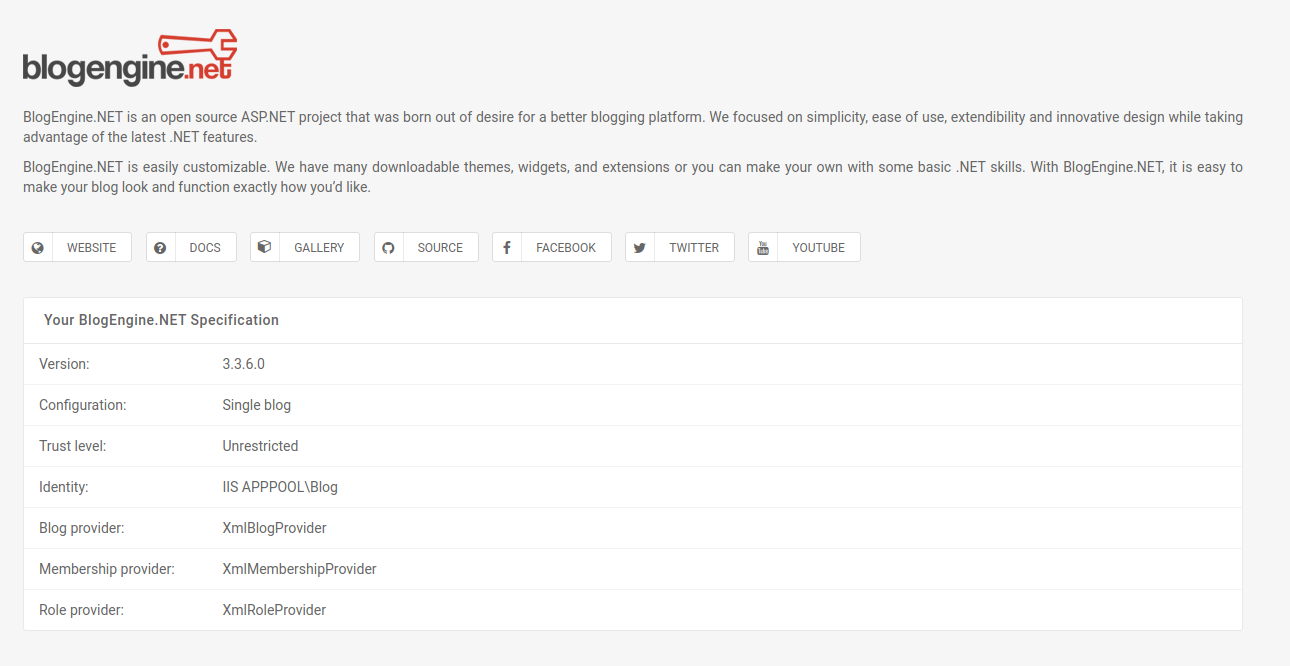 blogengine.net
BlogEngine.NET is an open source ASP.NET project that was born out of desire for a better blogging platform. We focused on simplicity, ease of use, extendibility and innovative design while taking
advantage of the latest .NET features.
BlogEngine.NET is easily customizable. We have many downloadable themes, widgets, and extensions or you can make your own with some basic .NET skills. With BlogEngine.NET, it is easy to
make your blog look and function exactly how you’d like.
WEBSITE DOCS GALLERY SOURCE FACEBOOK TWITTER You Tube YOUTUBE
Your BlogEngine.NET Specification
Version: 3.3.6.0
Configuration: Single blog
Trust level: Unrestricted
Identity: IIS APPPOOL\Blog
Blog provider: XmlBlogProvider
Membership provider: XmlMembershipProvider
Role provider: XmlRoleProvider